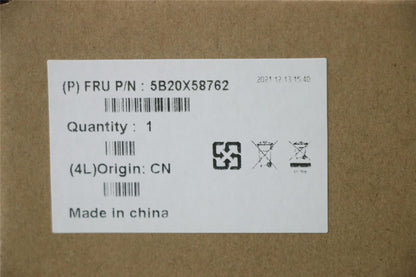 (P) FRU P/N : 5B20X58762
2021.12.13 15:40
Quantity : 1
(4L)Origin: CN
Made in china